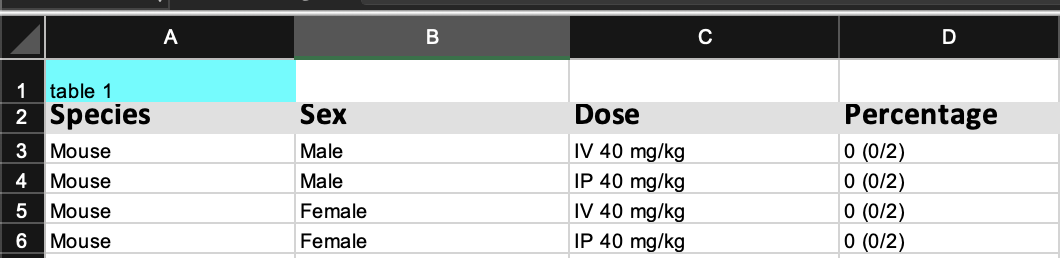 A B C D
1 table 1
2 Species Sex Dose Percentage
3 Mouse Male IV 40 mg/kg 0 (0/2)
4 Mouse Male IP 40 mg/kg 0 (0/2)
5 Mouse Female IV 40 mg/kg 0 (0/2)
6 Mouse Female IP 40 mg/kg 0 (0/2)